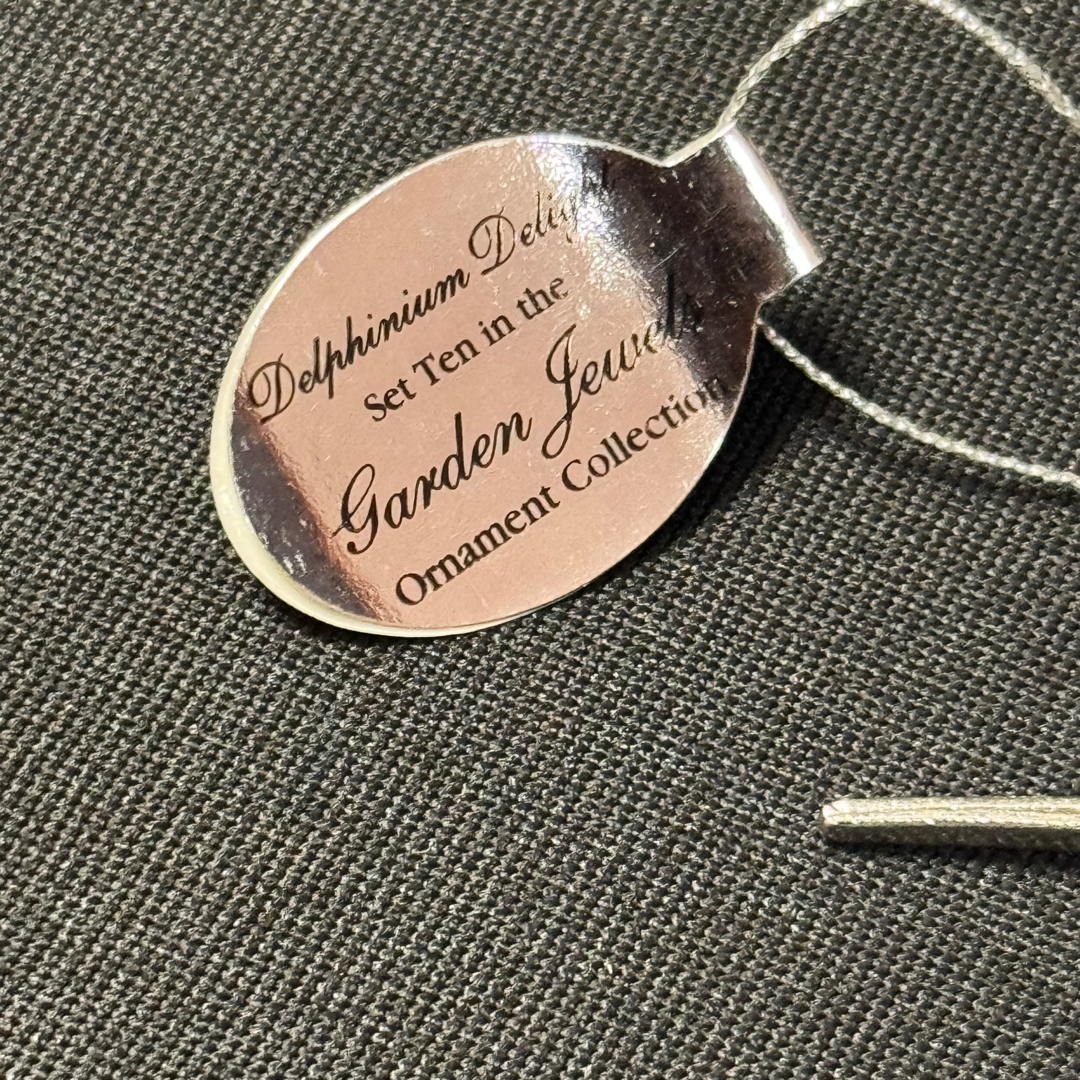 Delphinium Delight
Set Ten in the
Garden Jewels
Ornament Collection